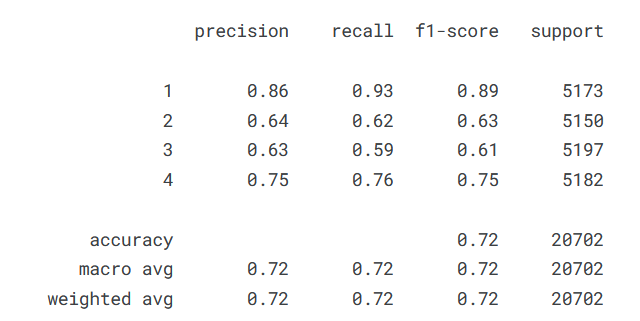 precision recall f1-score support
1 0.86 0.93 0.89 5173
2 0.64 0.62 0.63 5150
3 0.63 0.59 0.61 5197
4 0.75 0.76 0.75 5182
accuracy 0.72 20702
macro avg 0.72 0.72 0.72 20702
weighted avg 0.72 0.72 0.72 20702